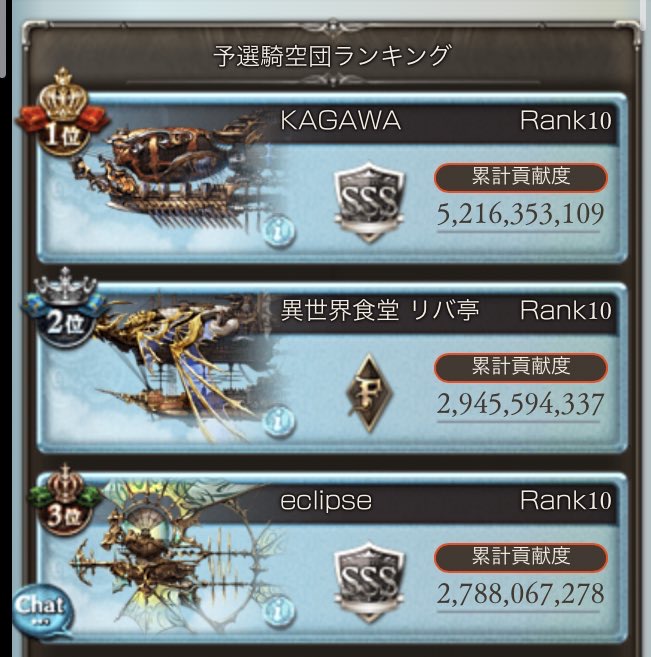 予選騎空団ランキング
1位
KAGAWA Rank10
SSS
累計貢献度
5,216,353,109
2位
異世界食堂 リバ亭 Rank10
F
累計貢献度
2,945,594,337
3位
eclipse Rank10
SSS
累計貢献度
2,788,067,278
Chat